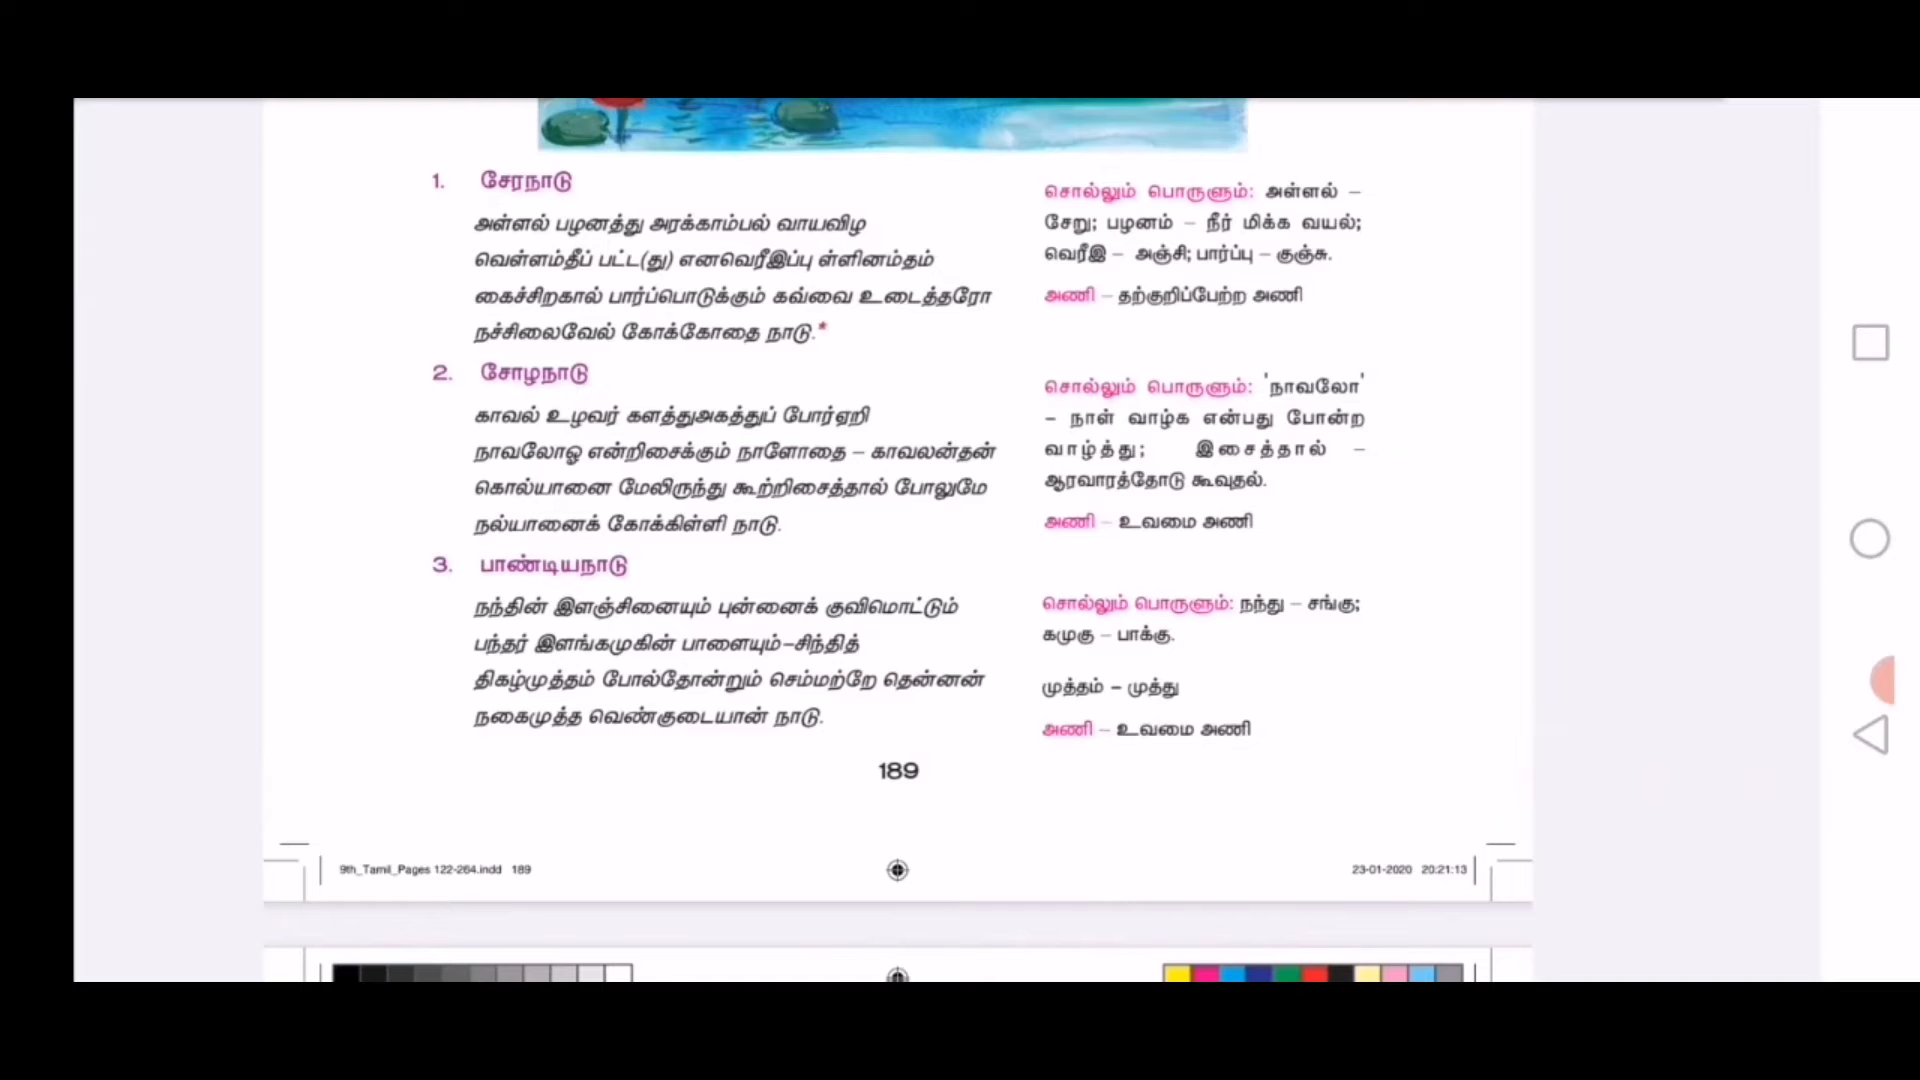 1. சேரநாடு
அள்ளல் பழனத்து அரக்காம்பல் வாயவிழ
வெள்ளம்தீப் பட்ட(து) எனவெரீஇப்பு ள்ளினம்தம்
கைச்சிறகால் பார்ப்பொடுக்கும் கவ்வை உடைத்தரோ
நச்சிலைவேல் கோக்கோதை நாடு.*
சொல்லும் பொருளும்: அள்ளல் –
சேறு; பழனம் – நீர் மிக்க வயல்;
வெரீஇ – அஞ்சி; பார்ப்பு – குஞ்சு.
அணி – தற்குறிப்பேற்ற அணி
2. சோழநாடு
காவல் உழவர் களத்துஅகத்துப் போர்ஏறி
நாவலோஓ என்றிசைக்கும் நாளோதை – காவலன்தன்
கொல்யானை மேலிருந்து கூற்றிசைத்தால் போலுமே
நல்யானைக் கோக்கிள்ளி நாடு.
சொல்லும் பொருளும்: 'நாவலோ'
– நாள் வாழ்க என்பது போன்ற
வாழ்த்து; இசைத்தால் –
ஆரவாரத்தோடு கூவுதல்.
அணி – உவமை அணி
3. பாண்டியநாடு
நந்தின் இளஞ்சினையும் புன்னைக் குவிமொட்டும்
பந்தர் இளங்கமுகின் பாளையும்–சிந்தித்
திகழ்முத்தம் போல்தோன்றும் செம்மற்றே தென்னன்
நகைமுத்த வெண்குடையான் நாடு.
சொல்லும் பொருளும்: நந்து – சங்கு;
கமுகு – பாக்கு.
முத்தம் – முத்து
அணி – உவமை அணி
189
9th_Tamil_Pages 122-264.indd 189
23-01-2020 20:21:13